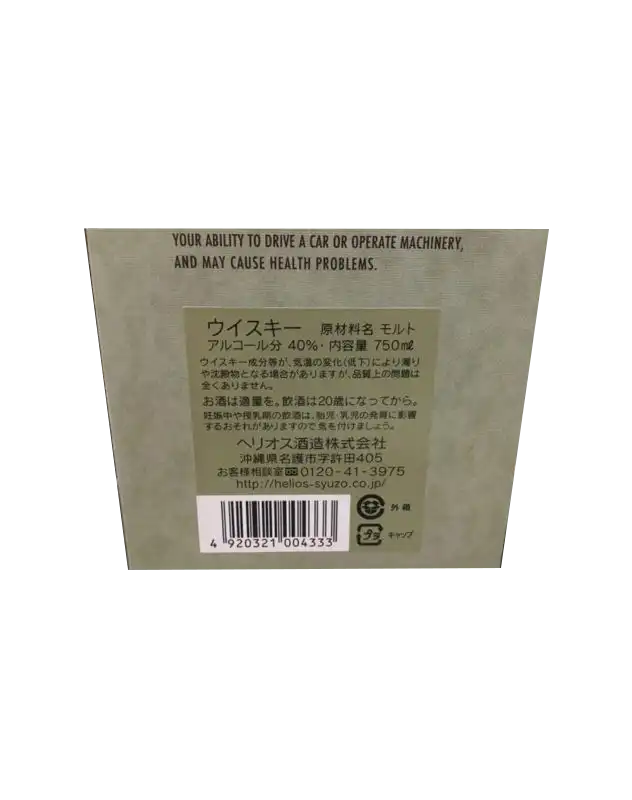 YOUR ABILITY TO DRIVE A CAR OR OPERATE MACHINERY,
AND MAY CAUSE HEALTH PROBLEMS.
ウイスキー 原材料名 モルト
アルコール分 40%・内容量 750㎖
ウイスキー成分等が、気温の変化(低下)により濁り
や沈殿物となる場合がありますが、品質上の問題は
全くありません。
お酒は適量を。飲酒は20歳になってから。
妊娠中や授乳期の飲酒は、胎児・乳児の発育に影響
するおそれがありますので気を付けましょう。
ヘリオス酒造株式会社
沖縄県名護市字許田405
お客様相談室 0120-41-3975
http://helios-syuzo.co.jp/
4 920321 004333
外箱
プラ キャップ